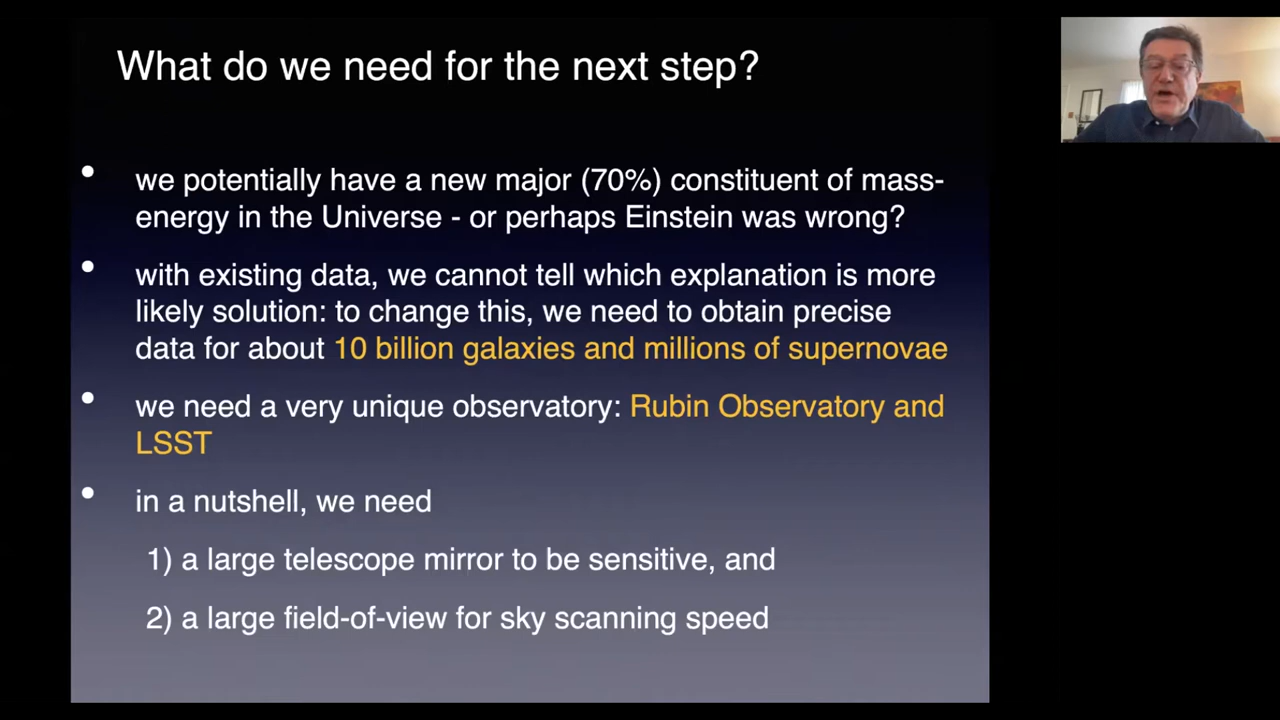 What do we need for the next step?
• we potentially have a new major (70%) constituent of mass-
energy in the Universe - or perhaps Einstein was wrong?
• with existing data, we cannot tell which explanation is more
likely solution: to change this, we need to obtain precise
data for about 10 billion galaxies and millions of supernovae
• we need a very unique observatory: Rubin Observatory and
LSST
• in a nutshell, we need
1) a large telescope mirror to be sensitive, and
2) a large field-of-view for sky scanning speed